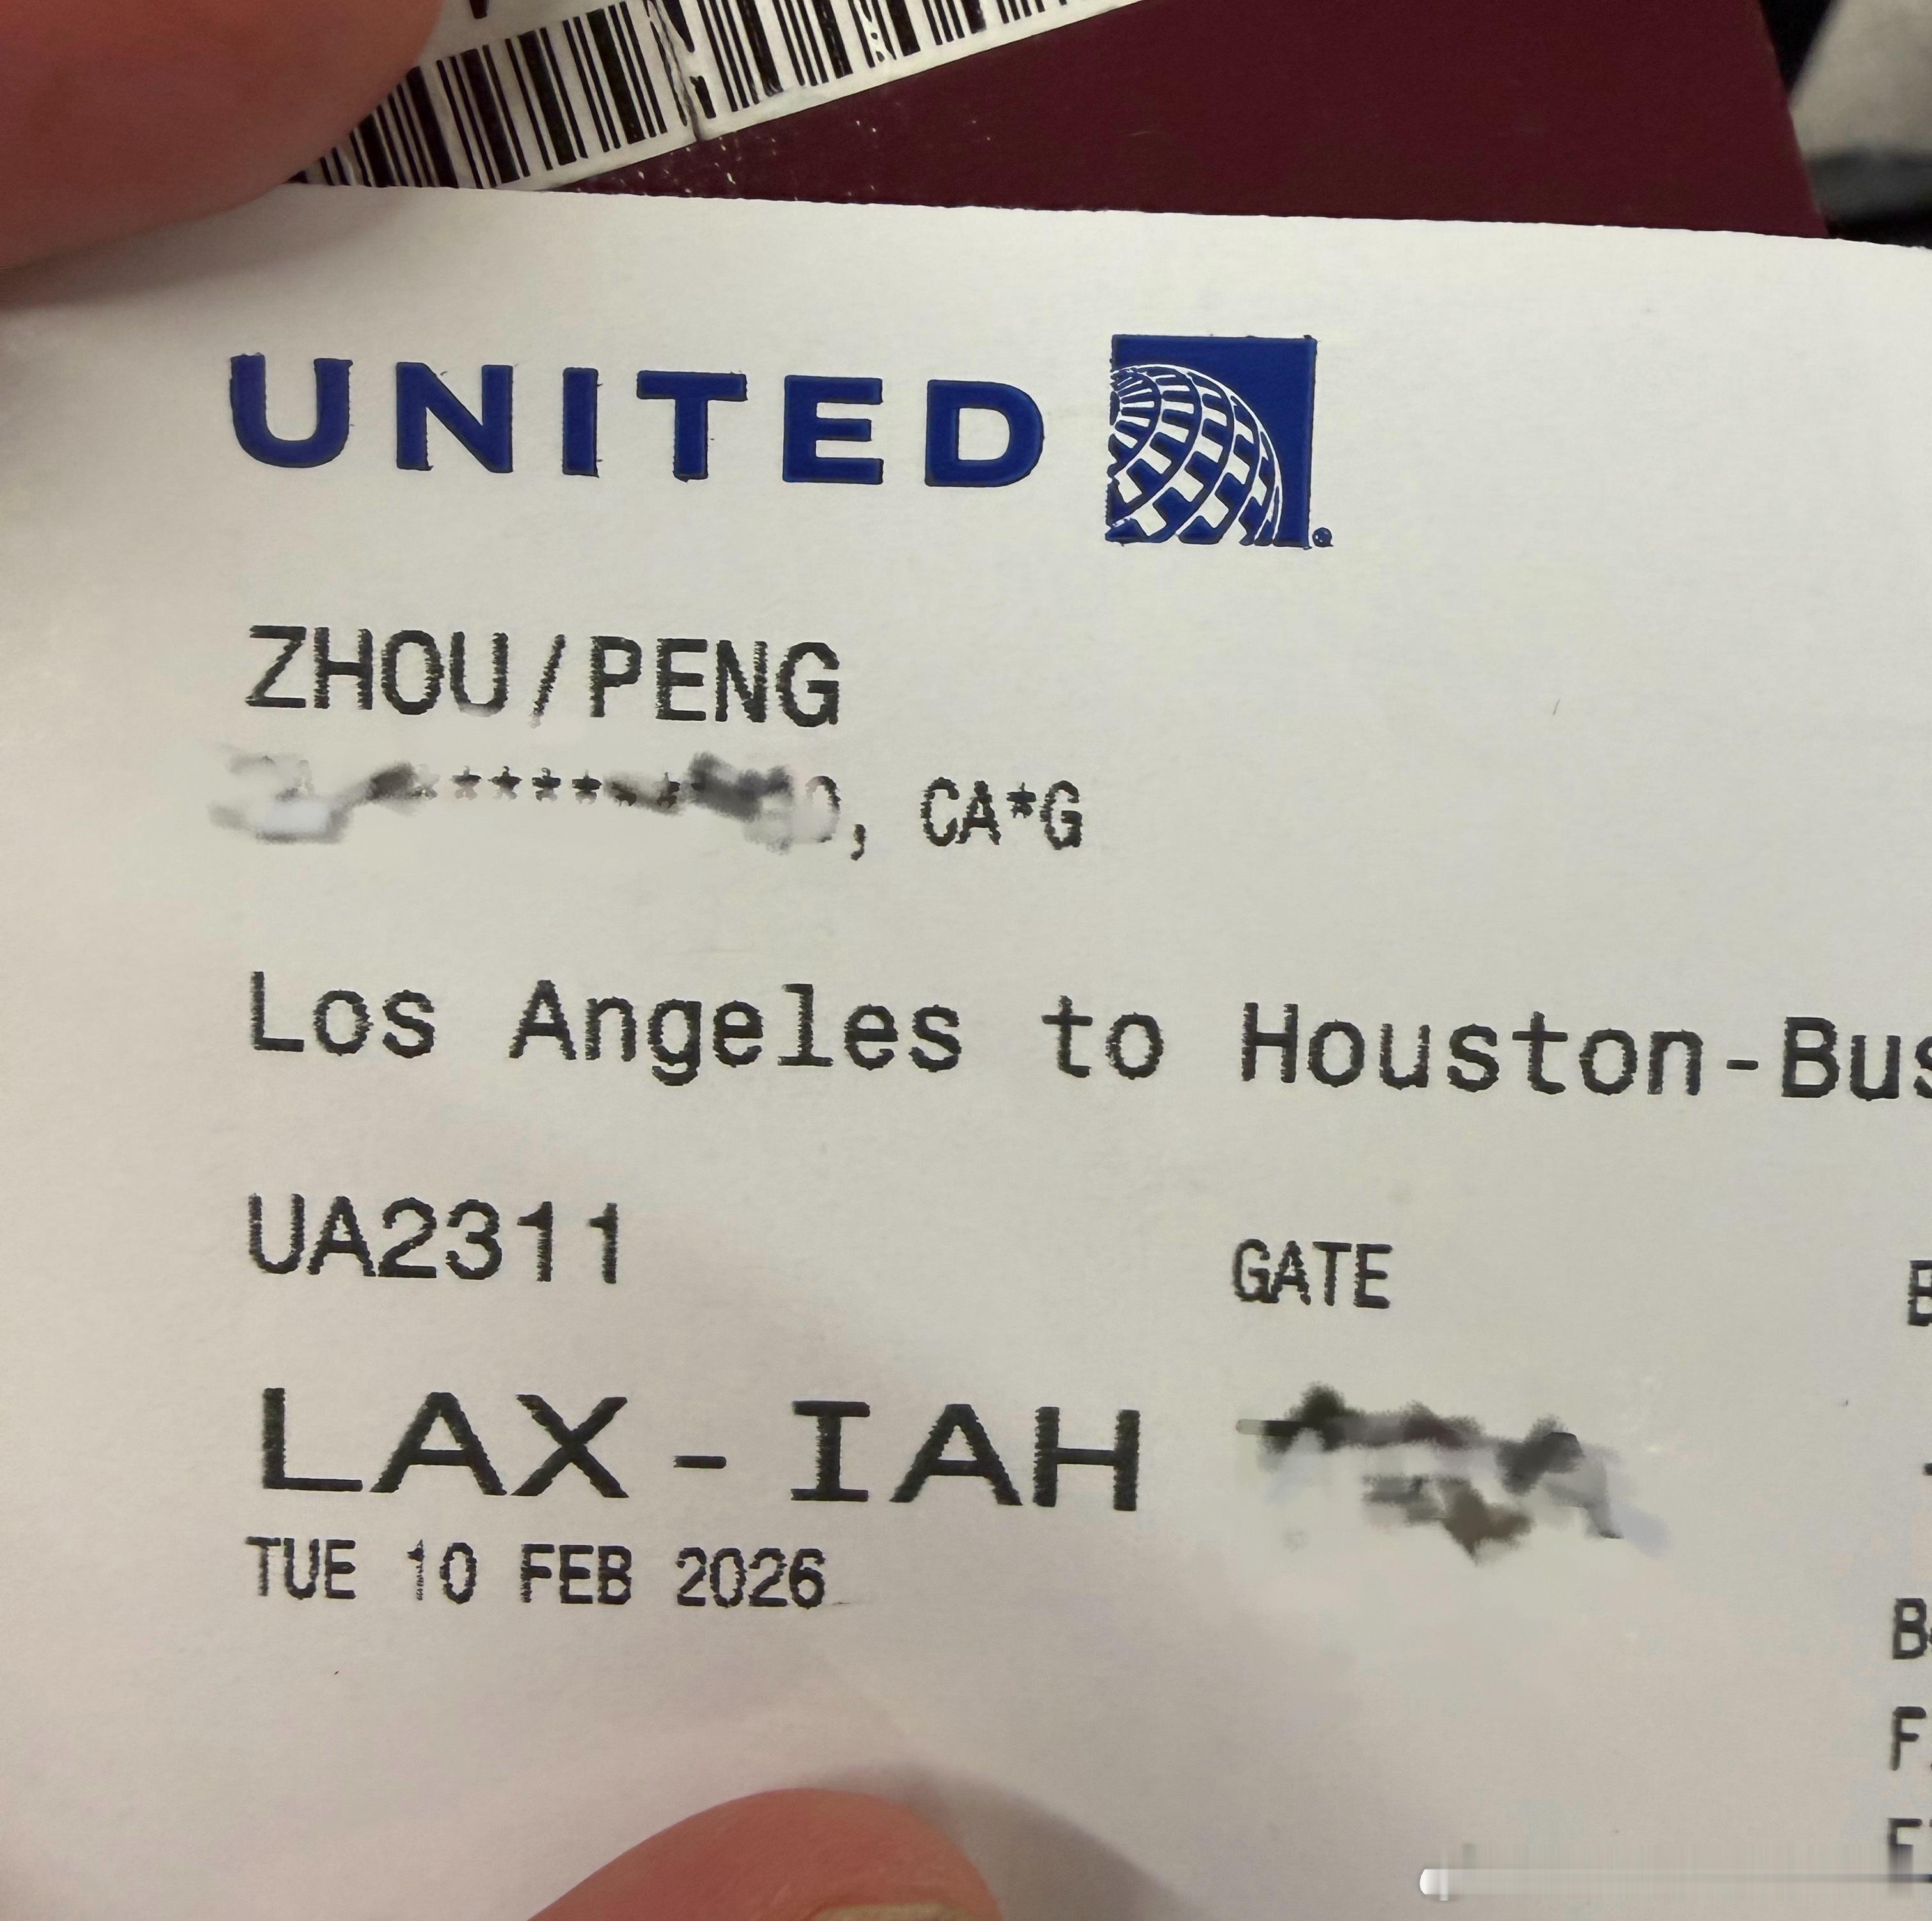 UNITED
ZHOU/PENG
, CA*G
Los Angeles to Houston-Bus
UA2311
GATE
LAX-IAH
TUE 10 FEB 2026